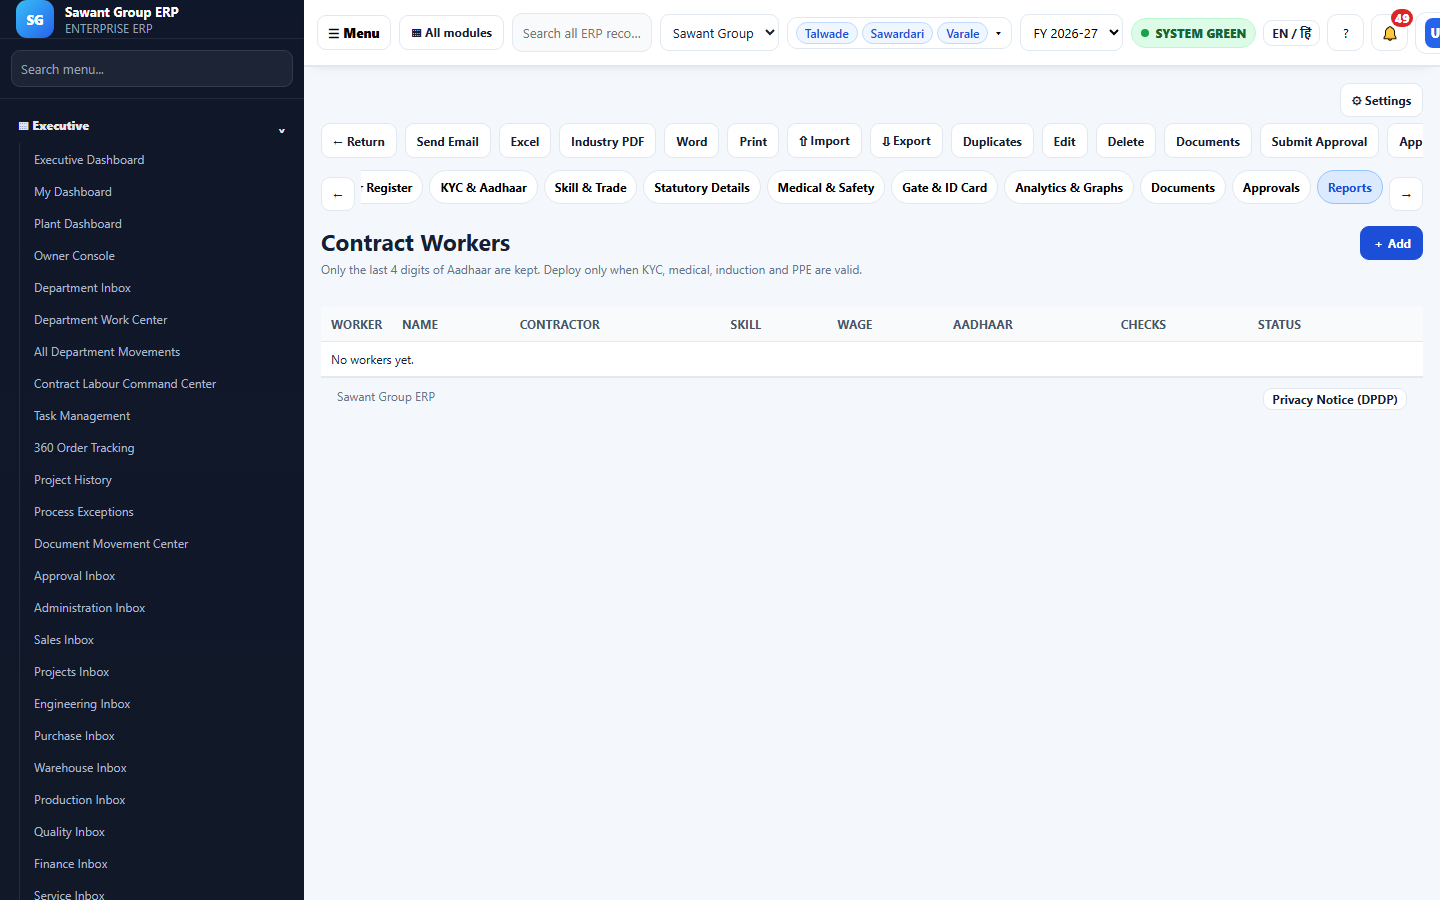 SG
Sawant Group ERP
ENTERPRISE ERP
Search menu...
Executive
Executive Dashboard
My Dashboard
Plant Dashboard
Owner Console
Department Inbox
Department Work Center
All Department Movements
Contract Labour Command Center
Task Management
360 Order Tracking
Project History
Process Exceptions
Document Movement Center
Approval Inbox
Administration Inbox
Sales Inbox
Projects Inbox
Engineering Inbox
Purchase Inbox
Warehouse Inbox
Production Inbox
Quality Inbox
Finance Inbox
Service Inbox
☰ Menu
All modules
Search all ERP reco...
Sawant Group
Talwade Sawardari Varale
FY 2026-27
SYSTEM GREEN
EN / हिं
?
49
U
⚙ Settings
← Return Send Email Excel Industry PDF Word Print ⇧ Import ⇩ Export Duplicates Edit Delete Documents Submit Approval App
← r Register KYC & Aadhaar Skill & Trade Statutory Details Medical & Safety Gate & ID Card Analytics & Graphs Documents Approvals Reports →
Contract Workers
+ Add
Only the last 4 digits of Aadhaar are kept. Deploy only when KYC, medical, induction and PPE are valid.
WORKER NAME CONTRACTOR SKILL WAGE AADHAAR CHECKS STATUS
No workers yet.
Sawant Group ERP
Privacy Notice (DPDP)